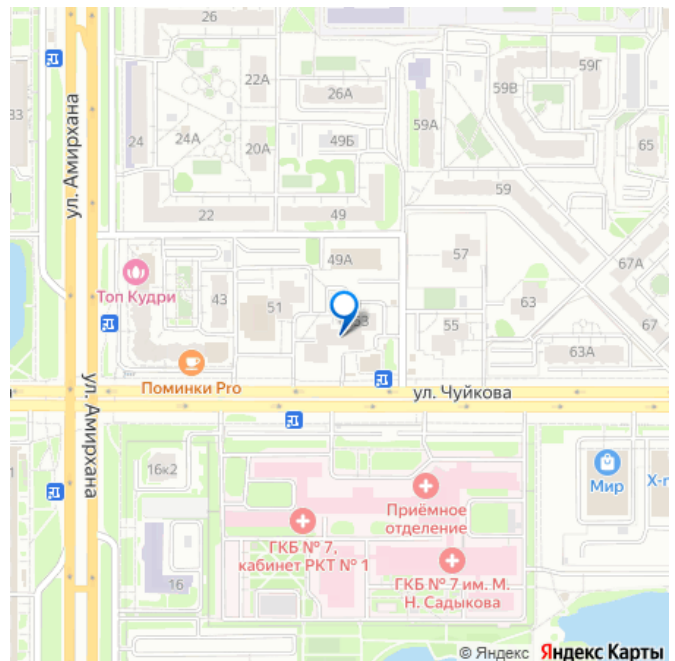 26
22А
26А
59Г
59В
ул. Амирхана
24
24А
20А
49Б
59А
65
59
22
49
49А
57
67А
Топ Кудри
43
51
53
63
55
67
63А
Поминки Pro
ул. Чуйкова
ул. Амирхана
16к2
Приёмное
отделение
Мир
ГКБ № 7,
кабинет РКТ № 1
ГКБ № 7 им. М.
Н. Садыкова
16
© Яндекс Яндекс Карты